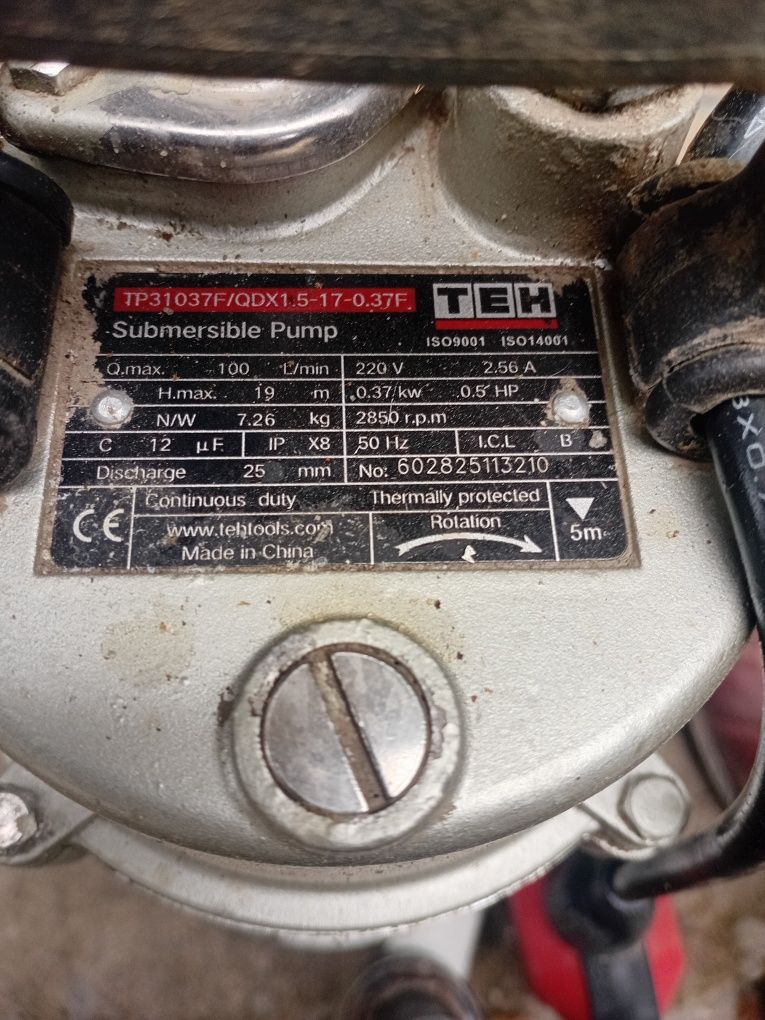 TP31037F/QDX1.5-17-0.37F
TEH
Submersible Pump
ISO9001 ISO14001
Q.max. 100 L/min 220 V 2.56 A
H.max. 19 m 0.37/kw 0.5 HP
N/W 7.26 kg 2850 r.p.m
C 12 µF IP X8 50 Hz I.C.L B
Discharge 25 mm No: 602825113210
CE
Continuous duty Thermally protected
www.tehtools.com
Made in China
Rotation
5m